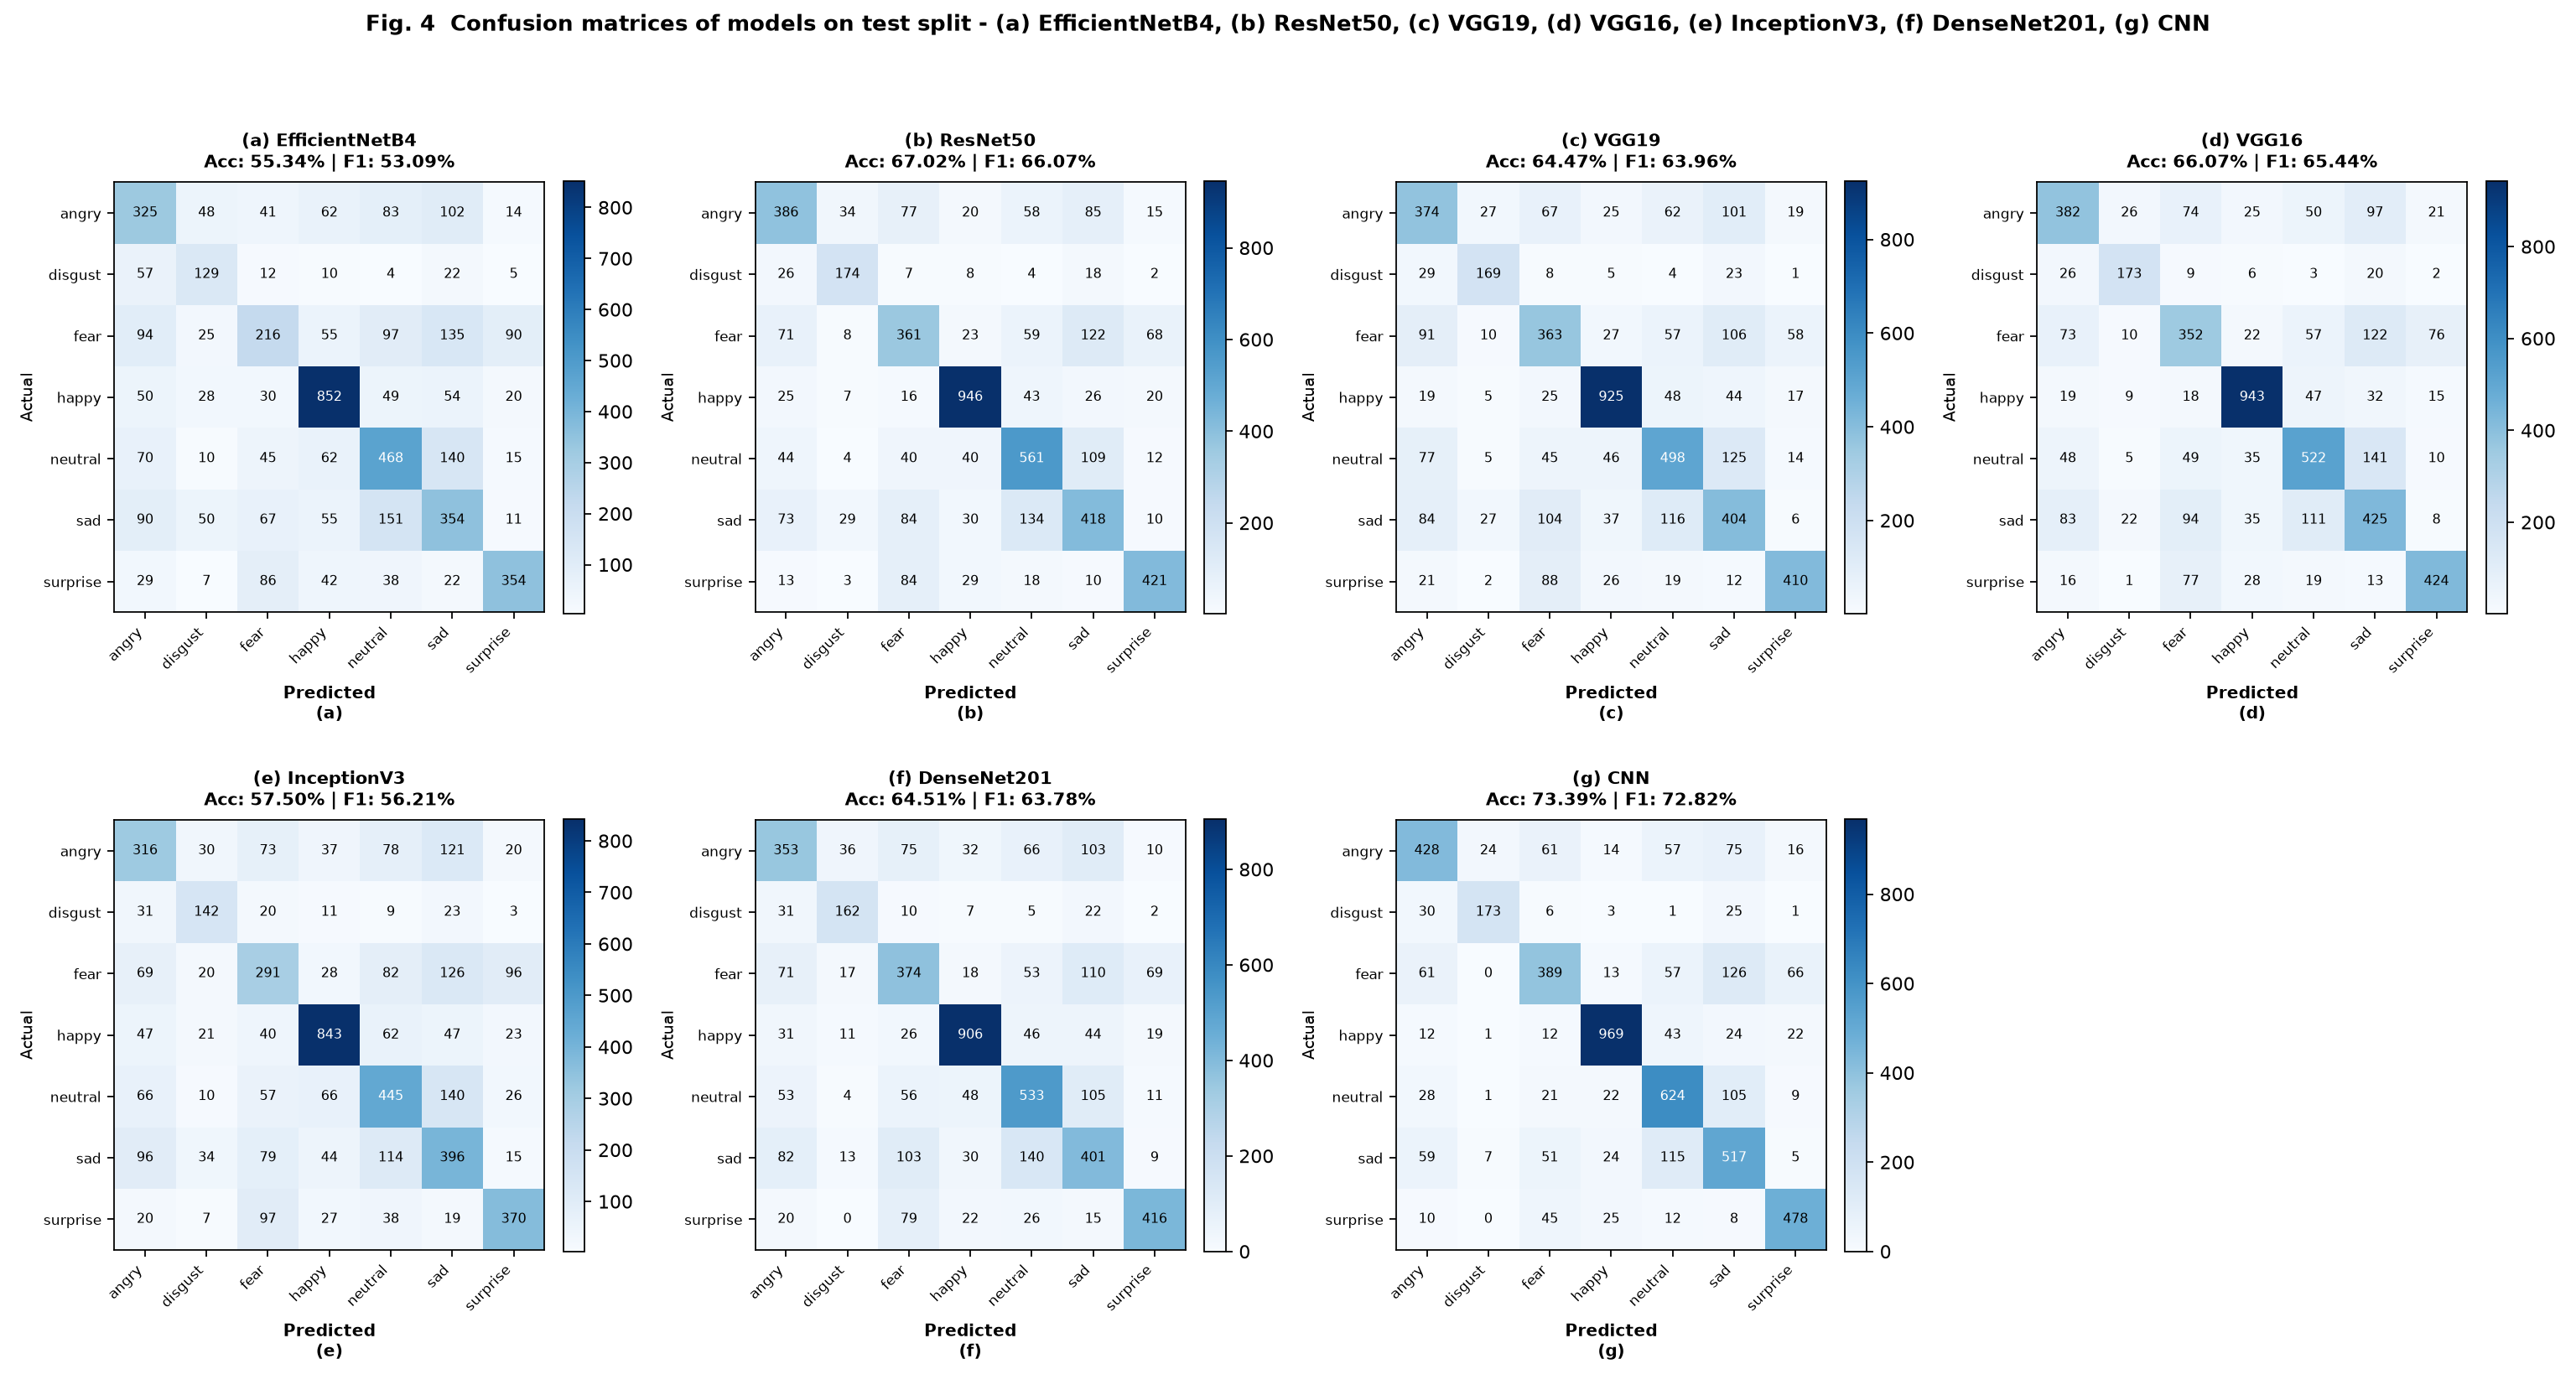 Fig. 4  Confusion matrices of models on test split - (a) EfficientNetB4, (b) ResNet50, (c) VGG19, (d) VGG16, (e) InceptionV3, (f) DenseNet201, (g) CNN
(a) EfficientNetB4
Acc: 55.34% | F1: 53.09%
Actual
angry 325 48 41 62 83 102 14
disgust 57 129 12 10 4 22 5
fear 94 25 216 55 97 135 90
happy 50 28 30 852 49 54 20
neutral 70 10 45 62 468 140 15
sad 90 50 67 55 151 354 11
surprise 29 7 86 42 38 22 354
angry disgust fear happy neutral sad surprise
Predicted
(a)
800
700
600
500
400
300
200
100
(b) ResNet50
Acc: 67.02% | F1: 66.07%
Actual
angry 386 34 77 20 58 85 15
disgust 26 174 7 8 4 18 2
fear 71 8 361 23 59 122 68
happy 25 7 16 946 43 26 20
neutral 44 4 40 40 561 109 12
sad 73 29 84 30 134 418 10
surprise 13 3 84 29 18 10 421
angry disgust fear happy neutral sad surprise
Predicted
(b)
800
600
400
200
(c) VGG19
Acc: 64.47% | F1: 63.96%
Actual
angry 374 27 67 25 62 101 19
disgust 29 169 8 5 4 23 1
fear 91 10 363 27 57 106 58
happy 19 5 25 925 48 44 17
neutral 77 5 45 46 498 125 14
sad 84 27 104 37 116 404 6
surprise 21 2 88 26 19 12 410
angry disgust fear happy neutral sad surprise
Predicted
(c)
800
600
400
200
(d) VGG16
Acc: 66.07% | F1: 65.44%
Actual
angry 382 26 74 25 50 97 21
disgust 26 173 9 6 3 20 2
fear 73 10 352 22 57 122 76
happy 19 9 18 943 47 32 15
neutral 48 5 49 35 522 141 10
sad 83 22 94 35 111 425 8
surprise 16 1 77 28 19 13 424
angry disgust fear happy neutral sad surprise
Predicted
(d)
800
600
400
200
(e) InceptionV3
Acc: 57.50% | F1: 56.21%
Actual
angry 316 30 73 37 78 121 20
disgust 31 142 20 11 9 23 3
fear 69 20 291 28 82 126 96
happy 47 21 40 843 62 47 23
neutral 66 10 57 66 445 140 26
sad 96 34 79 44 114 396 15
surprise 20 7 97 27 38 19 370
angry disgust fear happy neutral sad surprise
Predicted
(e)
800
700
600
500
400
300
200
100
(f) DenseNet201
Acc: 64.51% | F1: 63.78%
Actual
angry 353 36 75 32 66 103 10
disgust 31 162 10 7 5 22 2
fear 71 17 374 18 53 110 69
happy 31 11 26 906 46 44 19
neutral 53 4 56 48 533 105 11
sad 82 13 103 30 140 401 9
surprise 20 0 79 22 26 15 416
angry disgust fear happy neutral sad surprise
Predicted
(f)
800
600
400
200
0
(g) CNN
Acc: 73.39% | F1: 72.82%
Actual
angry 428 24 61 14 57 75 16
disgust 30 173 6 3 1 25 1
fear 61 0 389 13 57 126 66
happy 12 1 12 969 43 24 22
neutral 28 1 21 22 624 105 9
sad 59 7 51 24 115 517 5
surprise 10 0 45 25 12 8 478
angry disgust fear happy neutral sad surprise
Predicted
(g)
800
600
400
200
0